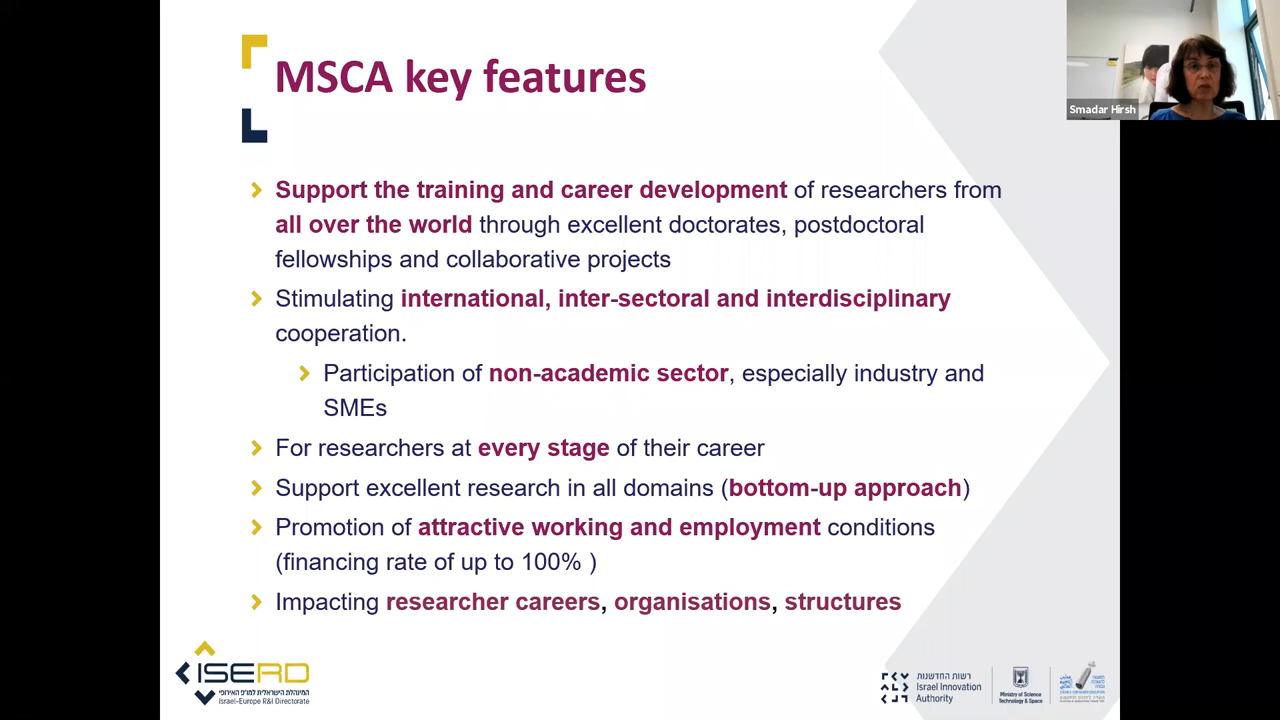 MSCA key features
Smadar Hirsh
Support the training and career development of researchers from
all over the world through excellent doctorates, postdoctoral
fellowships and collaborative projects
Stimulating international, inter-sectoral and interdisciplinary
cooperation.
Participation of non-academic sector, especially industry and
SMEs
For researchers at every stage of their career
Support excellent research in all domains (bottom-up approach)
Promotion of attractive working and employment conditions
(financing rate of up to 100% )
Impacting researcher careers, organisations, structures
ISERD
המינהלת הישראלית למו"פ האירופי
Israel-Europe R&I Directorate
רשות החדשנות
Israel Innovation
Authority
Ministry of Science
Technology & Space